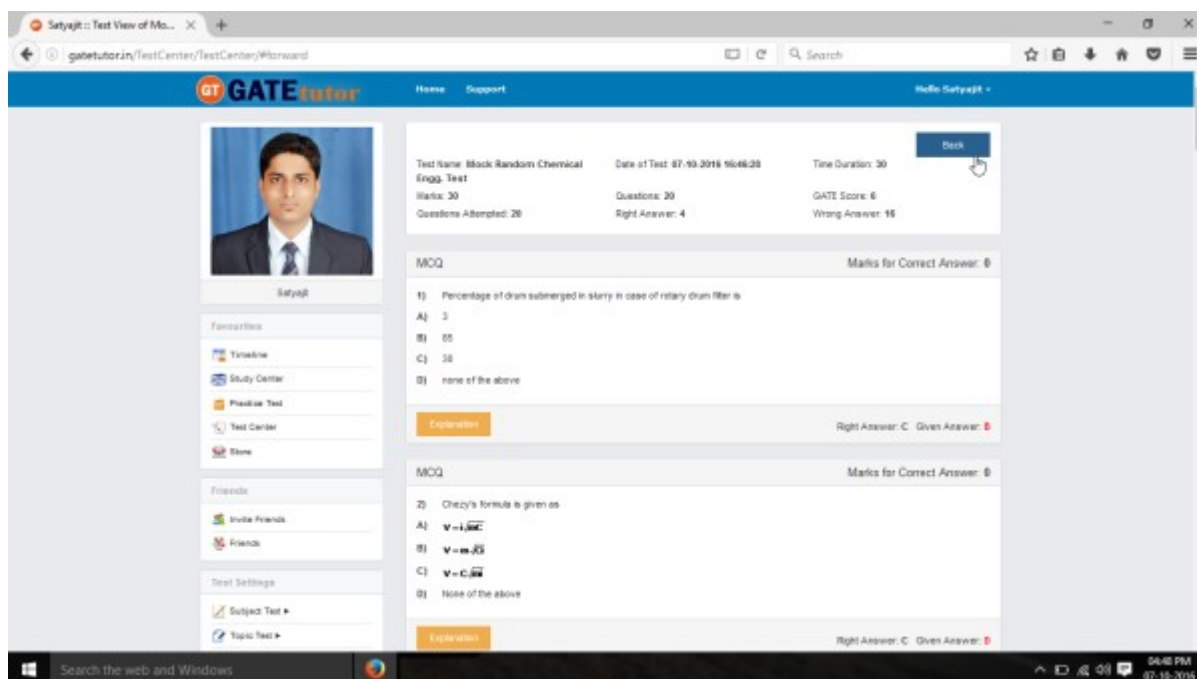 Satyajit :: Test View of Mo...
gatetutor.in/TestCenter/TestCenter/#forward
Search
GT GATEtutor
Home Support
Hello Satyajit
Satyajit
Favourites
Timeline
Study Center
Practice Test
Test Center
Store
Friends
Invite Friends
Friends
Test Settings
Subject Test
Topic Test
Back
Test Name: Mock Random Chemical Engg. Test
Date of Test: 07-10-2016 16:46:28
Time Duration: 30
Marks: 30
Questions: 20
GATE Score: 6
Questions Attempted: 20
Right Answer: 4
Wrong Answer: 16
MCQ
Marks for Correct Answer: 0
1) Percentage of drum submerged in slurry in case of rotary drum filter is
A) 3
B) 85
C) 30
D) none of the above
Explanation
Right Answer: C Given Answer: B
MCQ
Marks for Correct Answer: 0
2) Chezy's formula is given as
A)
B)
C)
D) None of the above
Explanation
Right Answer: C Given Answer: D
Search the web and Windows
04:48 PM
07-10-2016